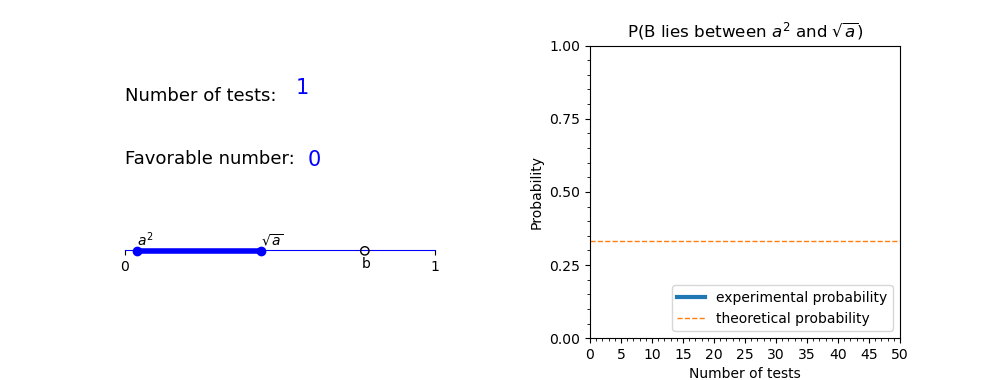 Number of tests: 1
Favorable number: 0
a² √a
b
0 1
P(B lies between a² and √a)
Probability
1.00
0.75
0.50
0.25
0.00
experimental probability
theoretical probability
0 5 10 15 20 25 30 35 40 45 50
Number of tests